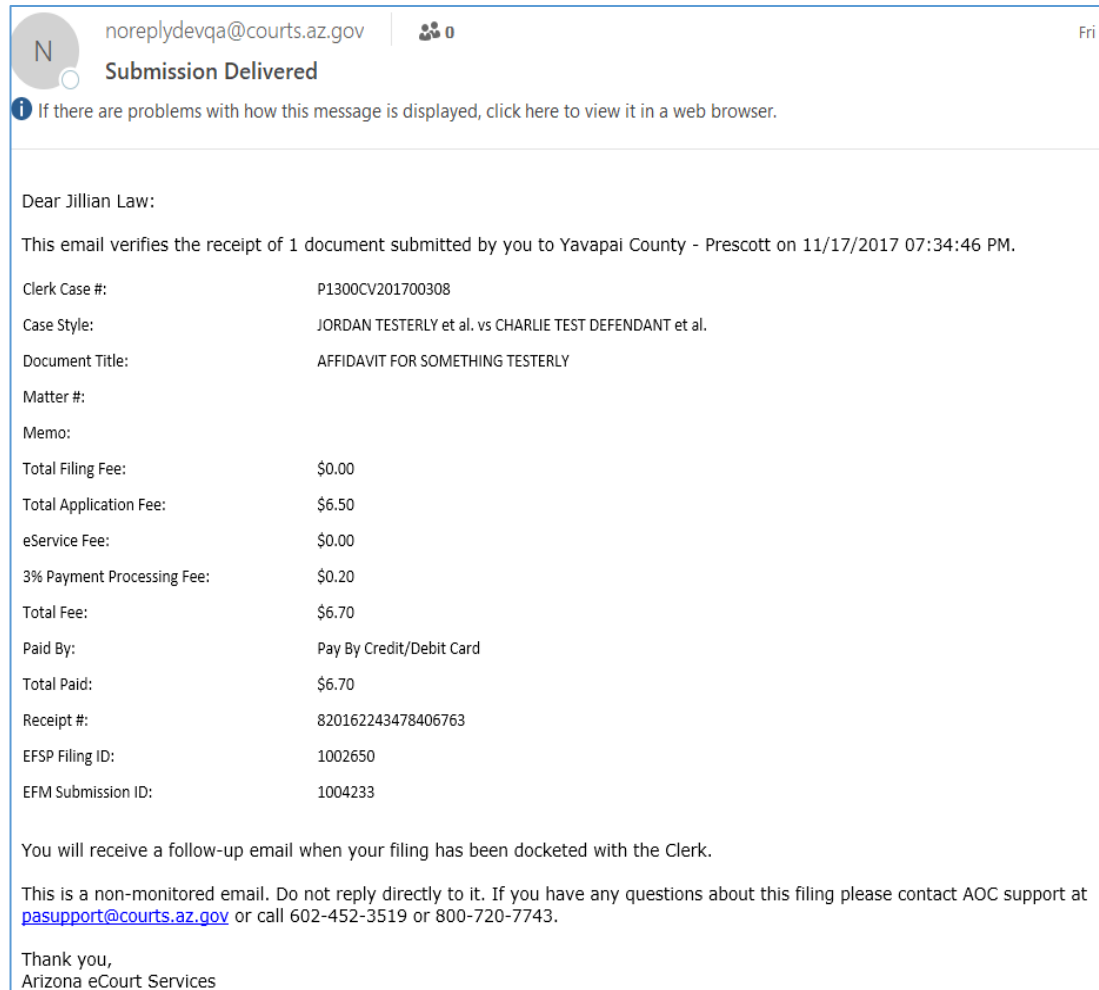 N
noreplydevqa@courts.az.gov 0 Fri
Submission Delivered
If there are problems with how this message is displayed, click here to view it in a web browser.
Dear Jillian Law:
This email verifies the receipt of 1 document submitted by you to Yavapai County - Prescott on 11/17/2017 07:34:46 PM.
Clerk Case #: P1300CV201700308
Case Style: JORDAN TESTERLY et al. vs CHARLIE TEST DEFENDANT et al.
Document Title: AFFIDAVIT FOR SOMETHING TESTERLY
Matter #:
Memo:
Total Filing Fee: $0.00
Total Application Fee: $6.50
eService Fee: $0.00
3% Payment Processing Fee: $0.20
Total Fee: $6.70
Paid By: Pay By Credit/Debit Card
Total Paid: $6.70
Receipt #: 820162243478406763
EFSP Filing ID: 1002650
EFM Submission ID: 1004233
You will receive a follow-up email when your filing has been docketed with the Clerk.
This is a non-monitored email. Do not reply directly to it. If you have any questions about this filing please contact AOC support at
pasupport@courts.az.gov or call 602-452-3519 or 800-720-7743.
Thank you,
Arizona eCourt Services